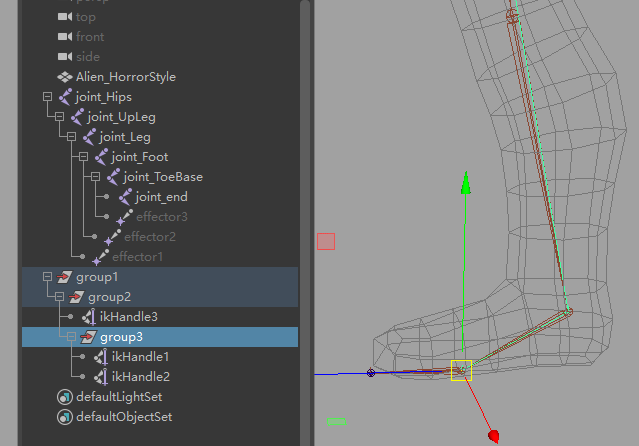 persp
top
front
side
Alien_HorrorStyle
joint_Hips
joint_UpLeg
joint_Leg
joint_Foot
joint_ToeBase
joint_end
effector3
effector2
effector1
group1
group2
ikHandle3
group3
ikHandle1
ikHandle2
defaultLightSet
defaultObjectSet